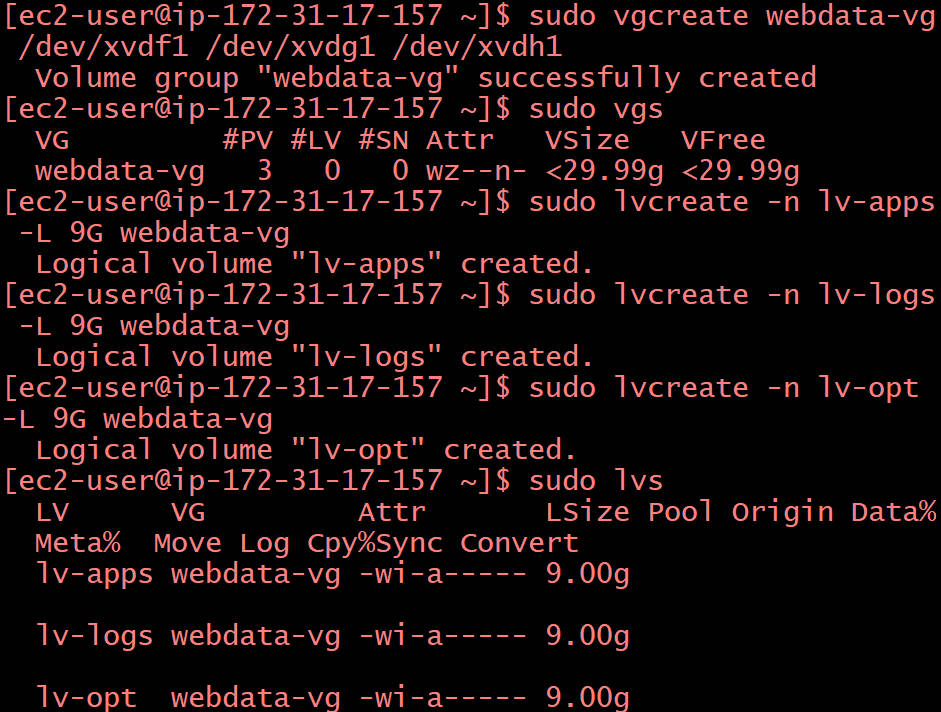 [ec2-user@ip-172-31-17-157 ~]$ sudo vgcreate webdata-vg
 /dev/xvdf1 /dev/xvdg1 /dev/xvdh1
  Volume group "webdata-vg" successfully created
[ec2-user@ip-172-31-17-157 ~]$ sudo vgs
  VG         #PV #LV #SN Attr   VSize   VFree
  webdata-vg   3   0   0 wz--n- <29.99g <29.99g
[ec2-user@ip-172-31-17-157 ~]$ sudo lvcreate -n lv-apps
 -L 9G webdata-vg
  Logical volume "lv-apps" created.
[ec2-user@ip-172-31-17-157 ~]$ sudo lvcreate -n lv-logs
 -L 9G webdata-vg
  Logical volume "lv-logs" created.
[ec2-user@ip-172-31-17-157 ~]$ sudo lvcreate -n lv-opt
-L 9G webdata-vg
  Logical volume "lv-opt" created.
[ec2-user@ip-172-31-17-157 ~]$ sudo lvs
  LV      VG         Attr       LSize Pool Origin Data%
  Meta%  Move Log Cpy%Sync Convert
  lv-apps webdata-vg -wi-a----- 9.00g
  lv-logs webdata-vg -wi-a----- 9.00g
  lv-opt  webdata-vg -wi-a----- 9.00g